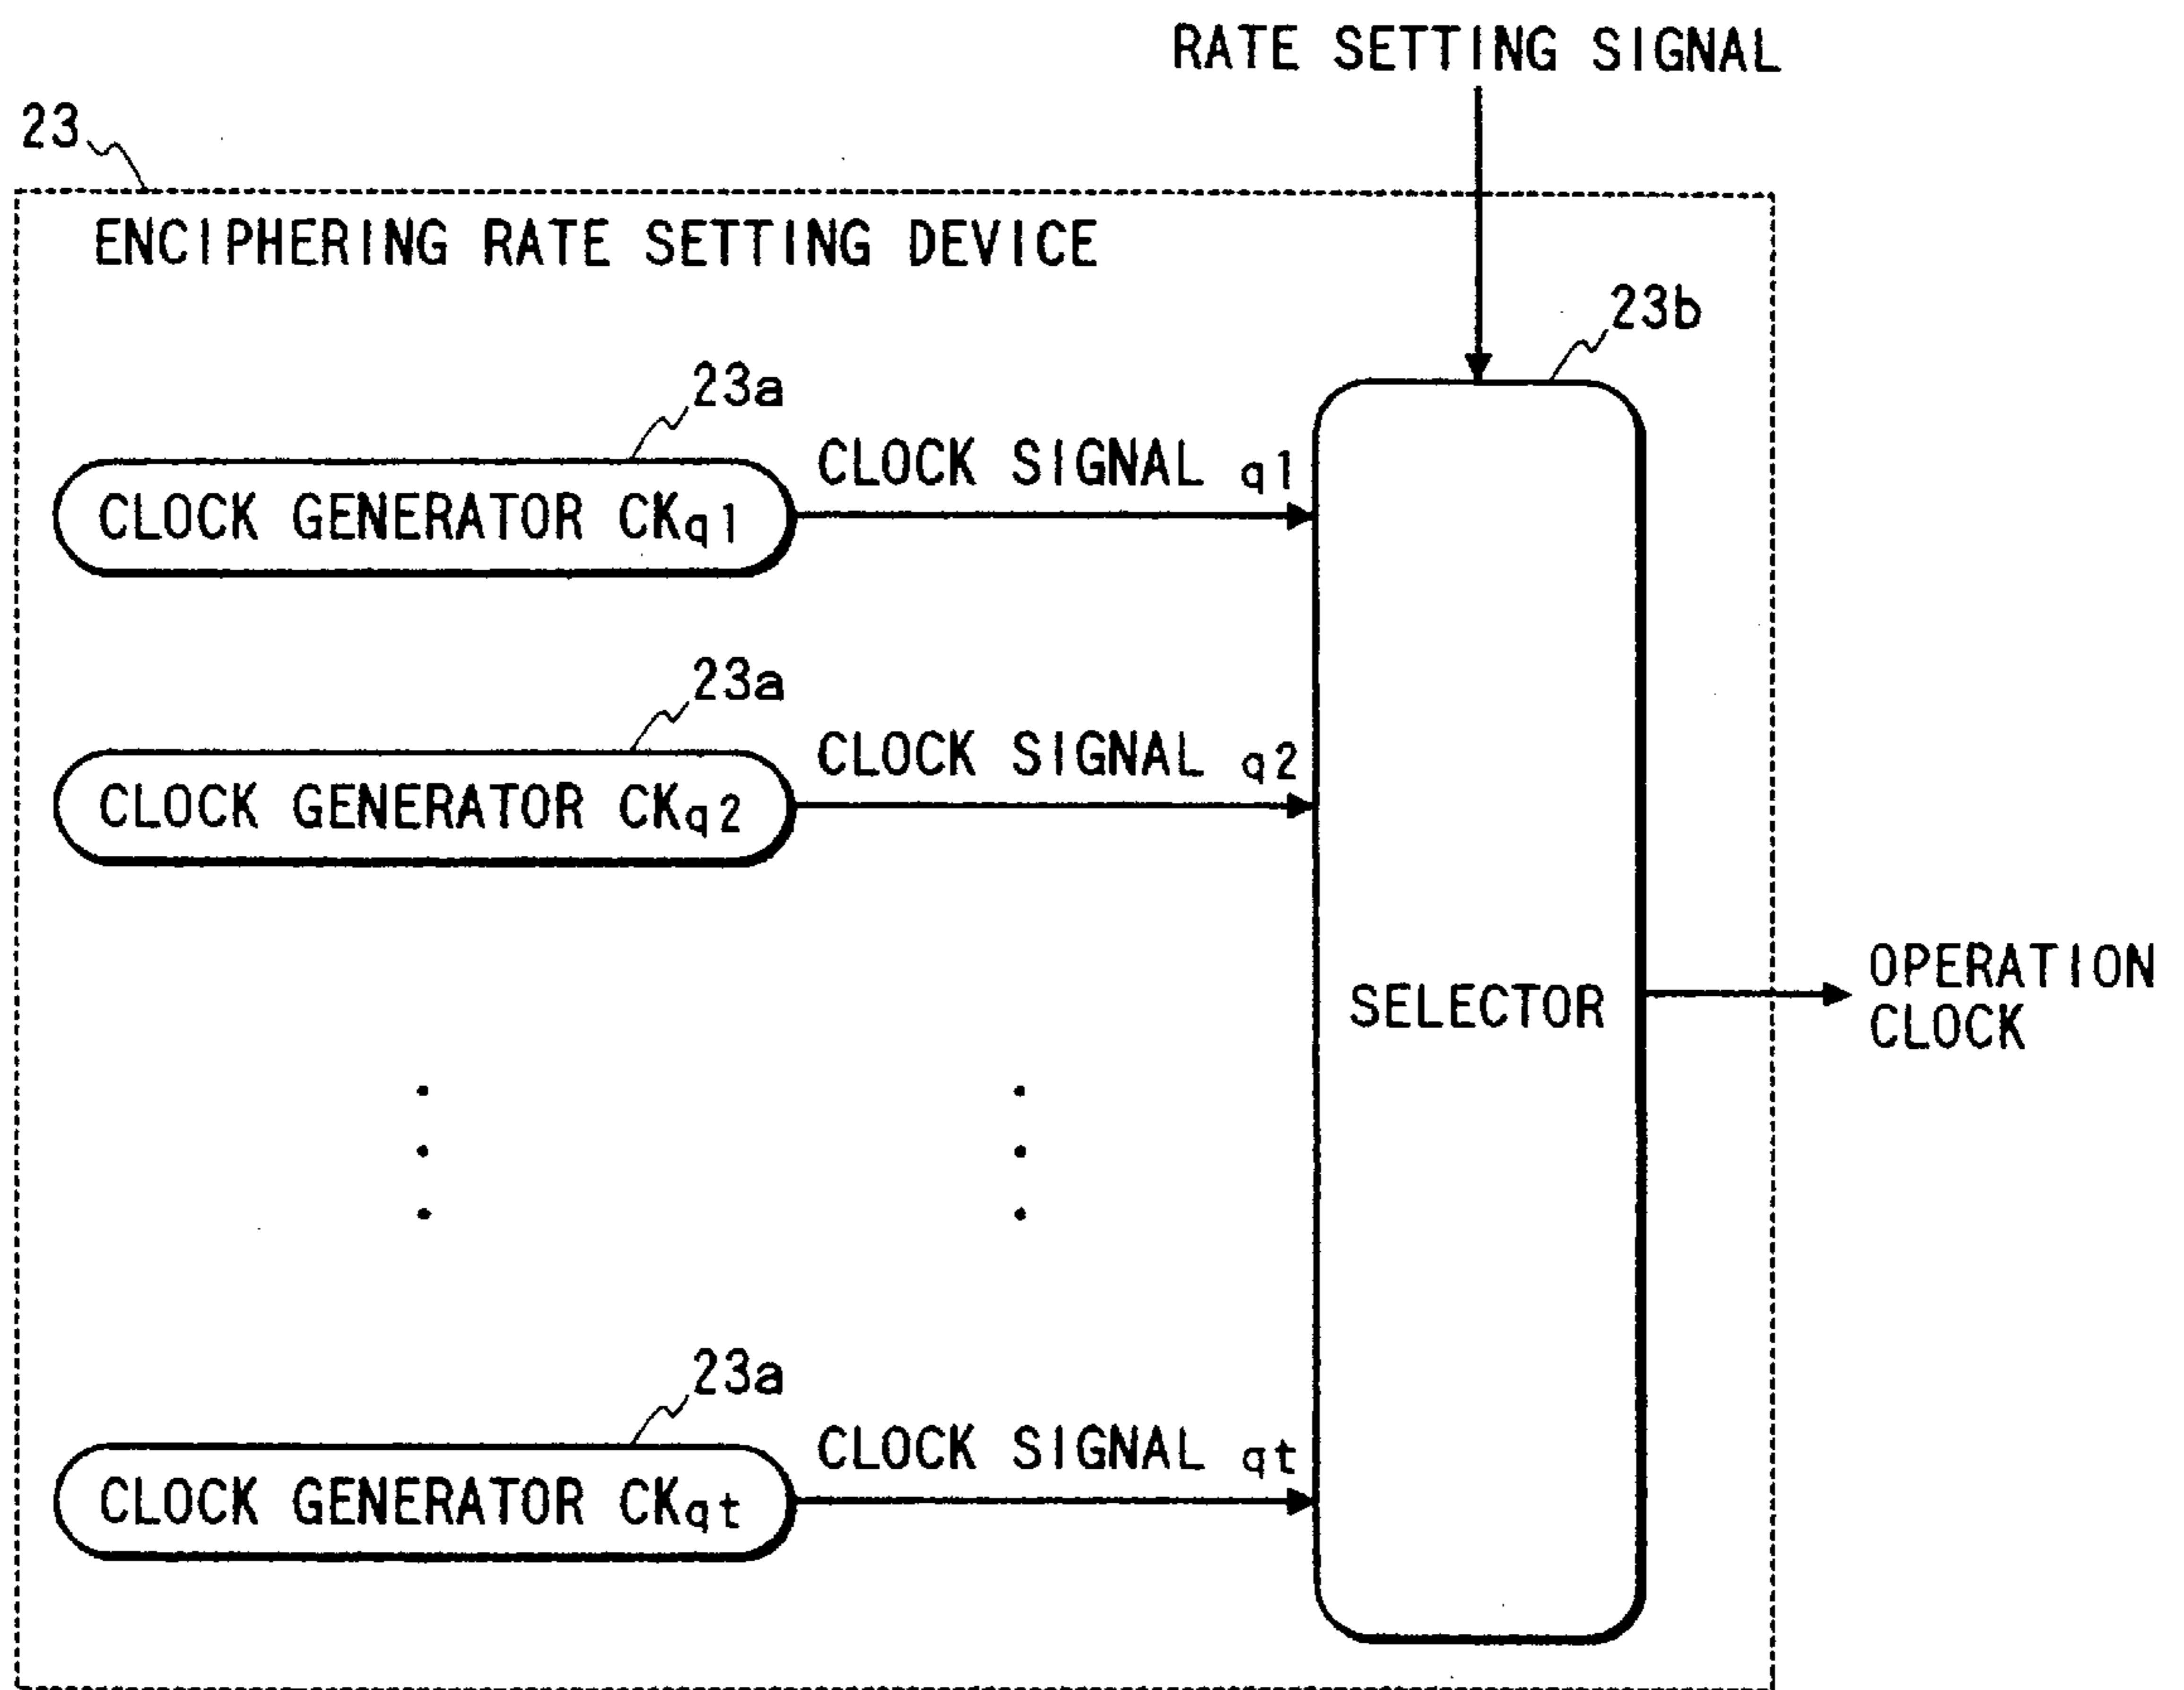 RATE SETTING SIGNAL
23
ENCIPHERING RATE SETTING DEVICE
23b
23a
CLOCK SIGNAL q1
CLOCK GENERATOR CKq1
23a
CLOCK SIGNAL q2
CLOCK GENERATOR CKq2
SELECTOR
OPERATION
CLOCK
23a
CLOCK SIGNAL qt
CLOCK GENERATOR CKqt